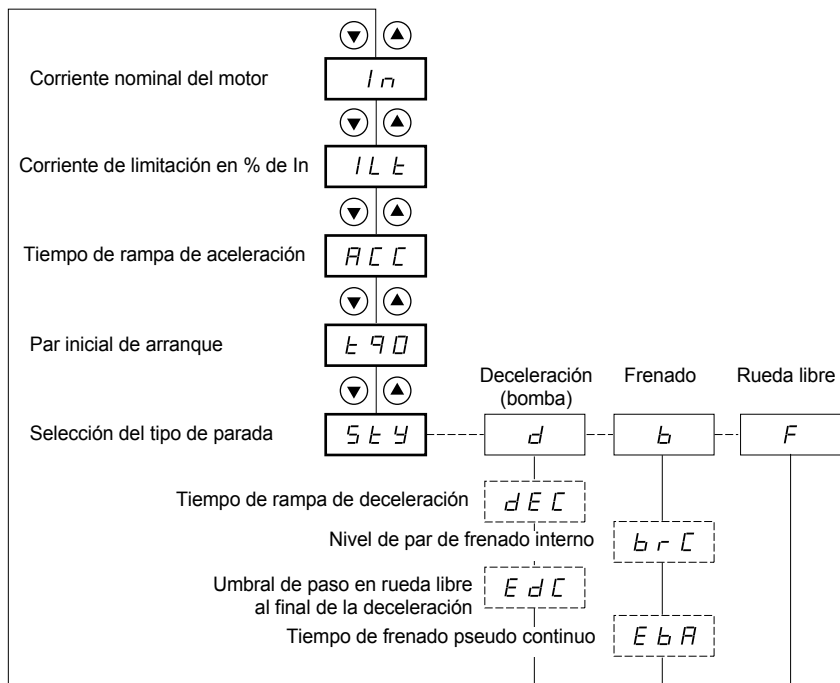 Corriente nominal del motor
In
Corriente de limitación en % de In
ILt
Tiempo de rampa de aceleración
ACC
Par inicial de arranque
tq0
Deceleración
(bomba)
Frenado
Rueda libre
Selección del tipo de parada
StY
d
b
F
Tiempo de rampa de deceleración
dEC
Nivel de par de frenado interno
brC
Umbral de paso en rueda libre
al final de la deceleración
EdC
Tiempo de frenado pseudo continuo
EbA